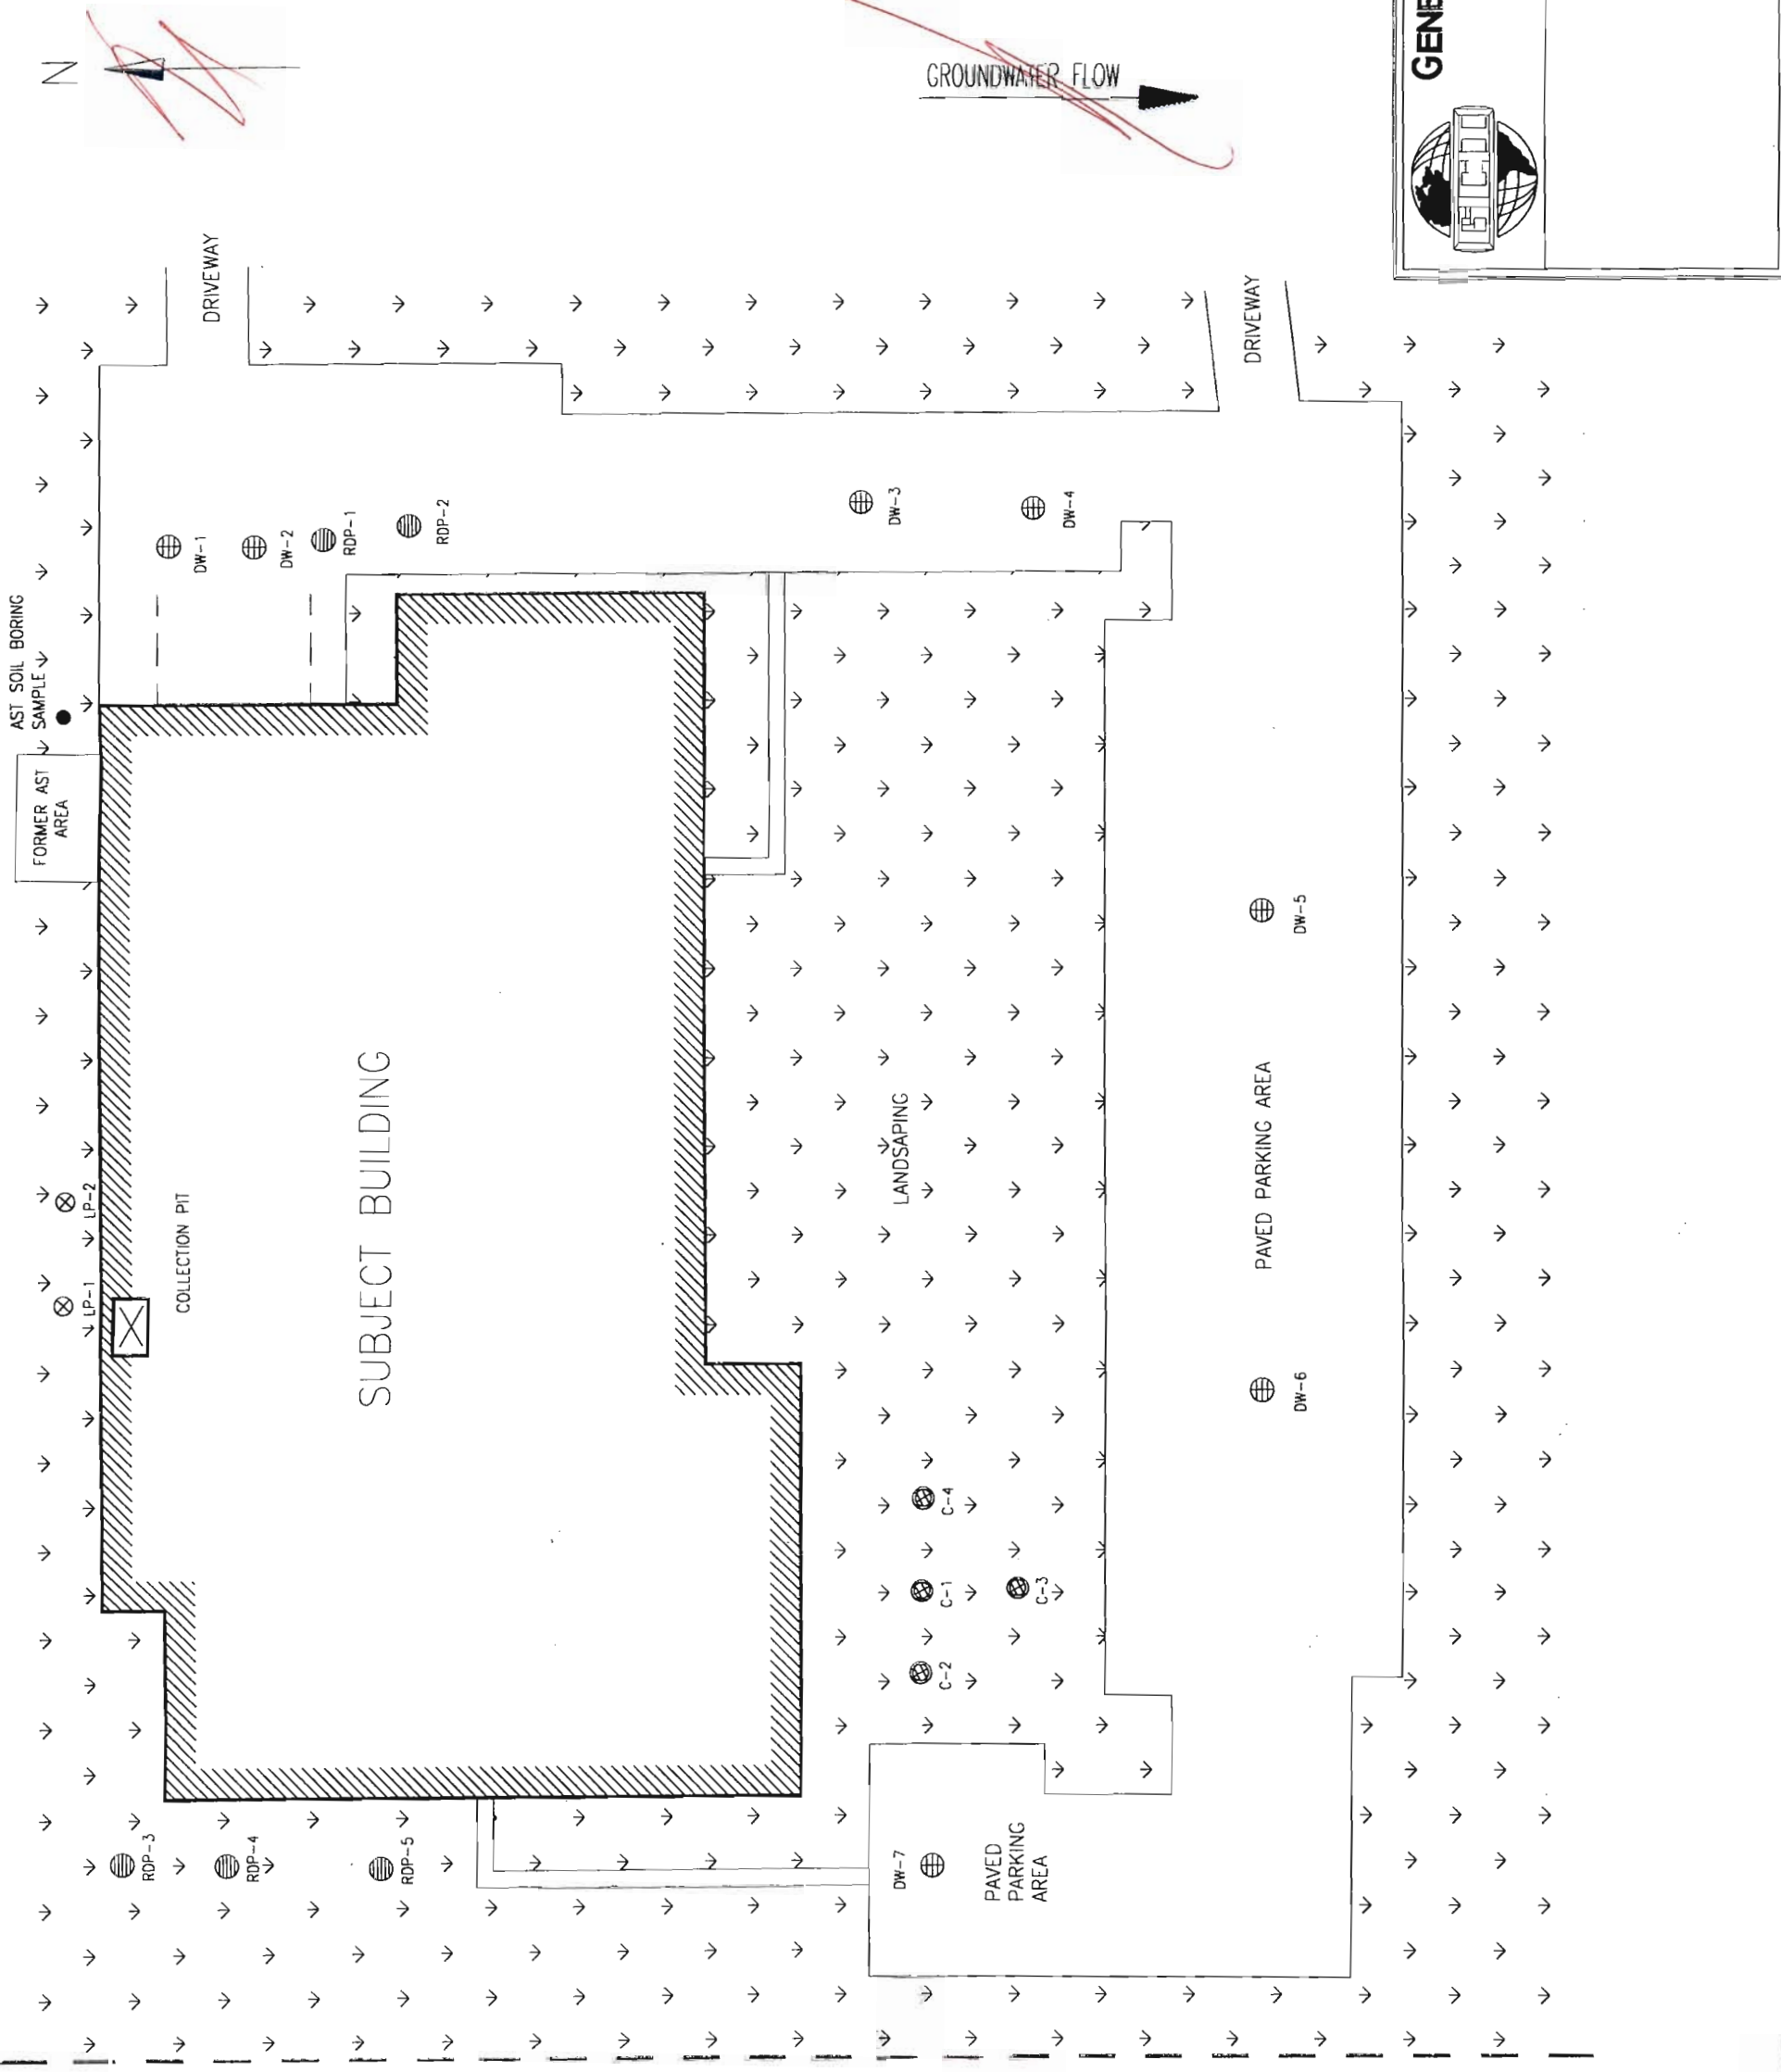 N
GROUNDWATER FLOW
GENE
GCII
DRIVEWAY
DRIVEWAY
AST SOIL BORING
SAMPLE
FORMER AST
AREA
DW-1
DW-2
RDP-1
RDP-2
DW-3
DW-4
LP-2
LP-1
COLLECTION PIT
SUBJECT BUILDING
LANDSAPING
PAVED PARKING AREA
DW-5
DW-6
C-4
C-1
C-3
C-2
RDP-3
RDP-4
RDP-5
DW-7
PAVED
PARKING
AREA